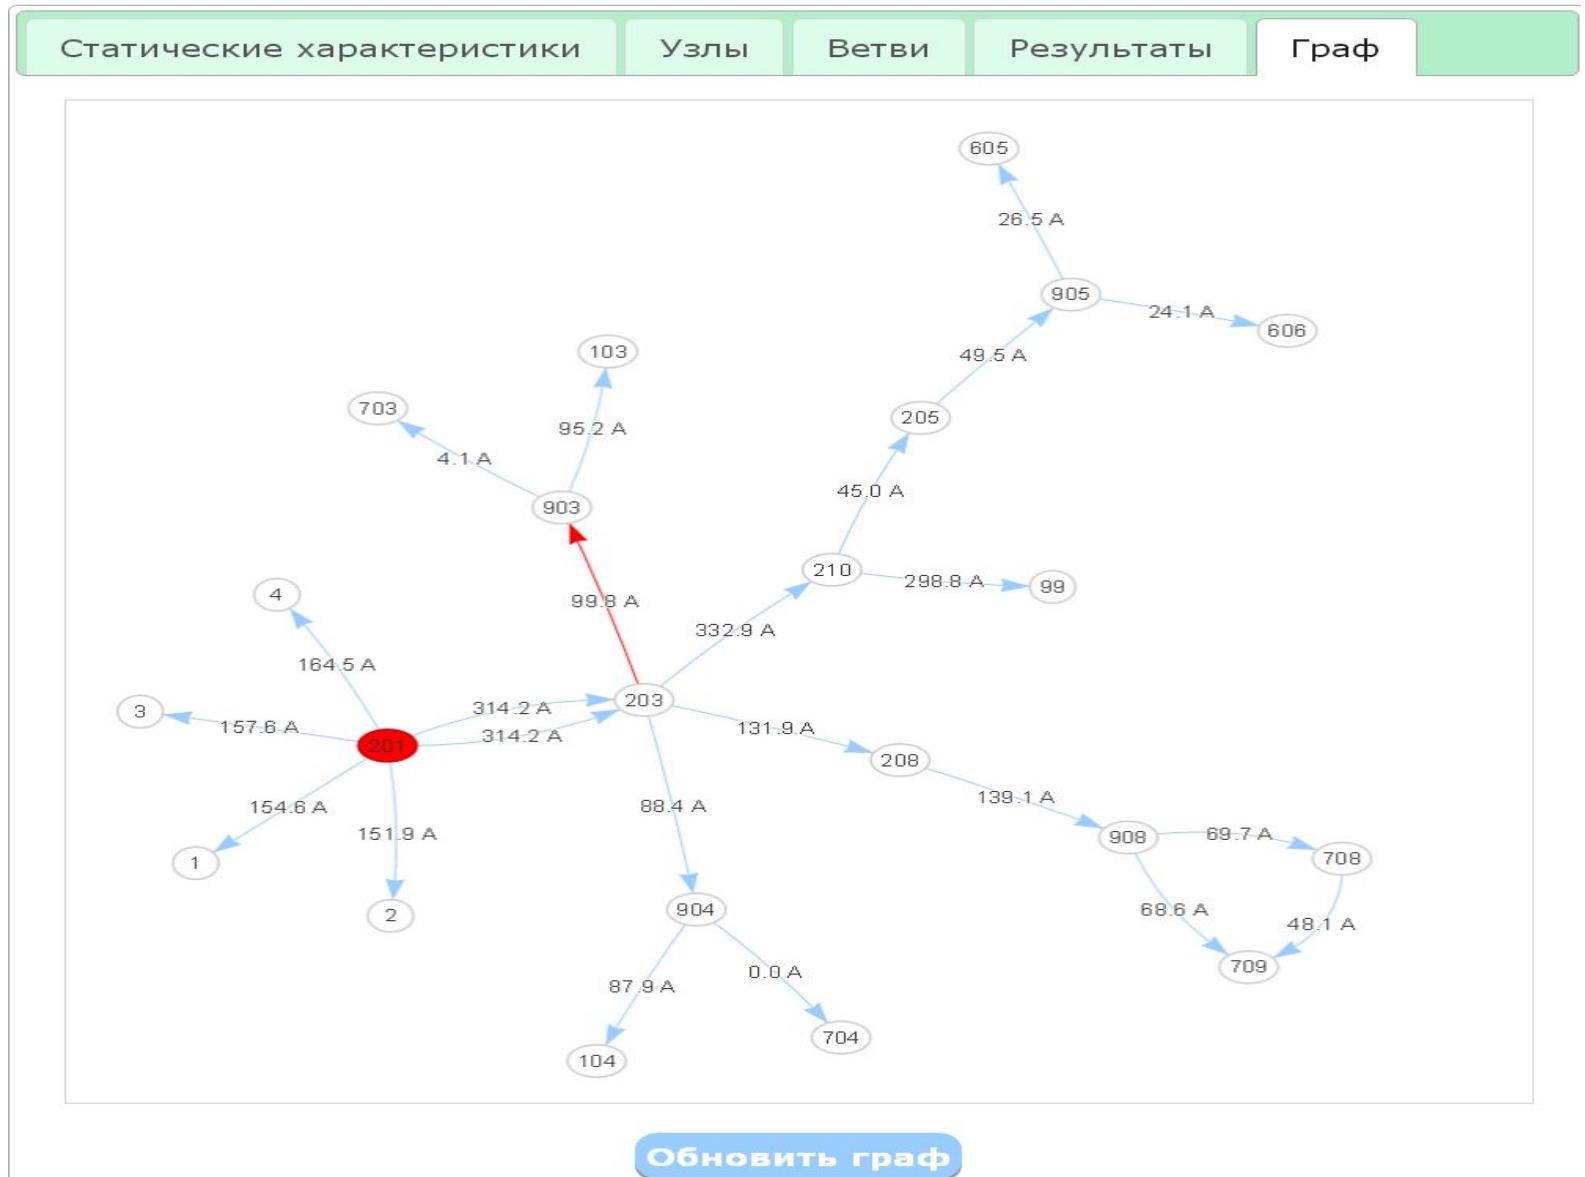 Статические характеристики Узлы Ветви Результаты Граф
605
26.5 A
905
24.1 A
606
103
49.5 A
703
205
95.2 A
4.1 A
45.0 A
903
210
298.8 A
99
4
99.8 A
332.9 A
164.5 A
203
3
314.2 A
157.6 A
131.9 A
314.2 A
201
208
139.1 A
154.6 A
88.4 A
151.9 A
69.7 A
908
708
1
904
68.6 A
2
48.1 A
709
0.0 A
87.9 A
704
104
Обновить граф